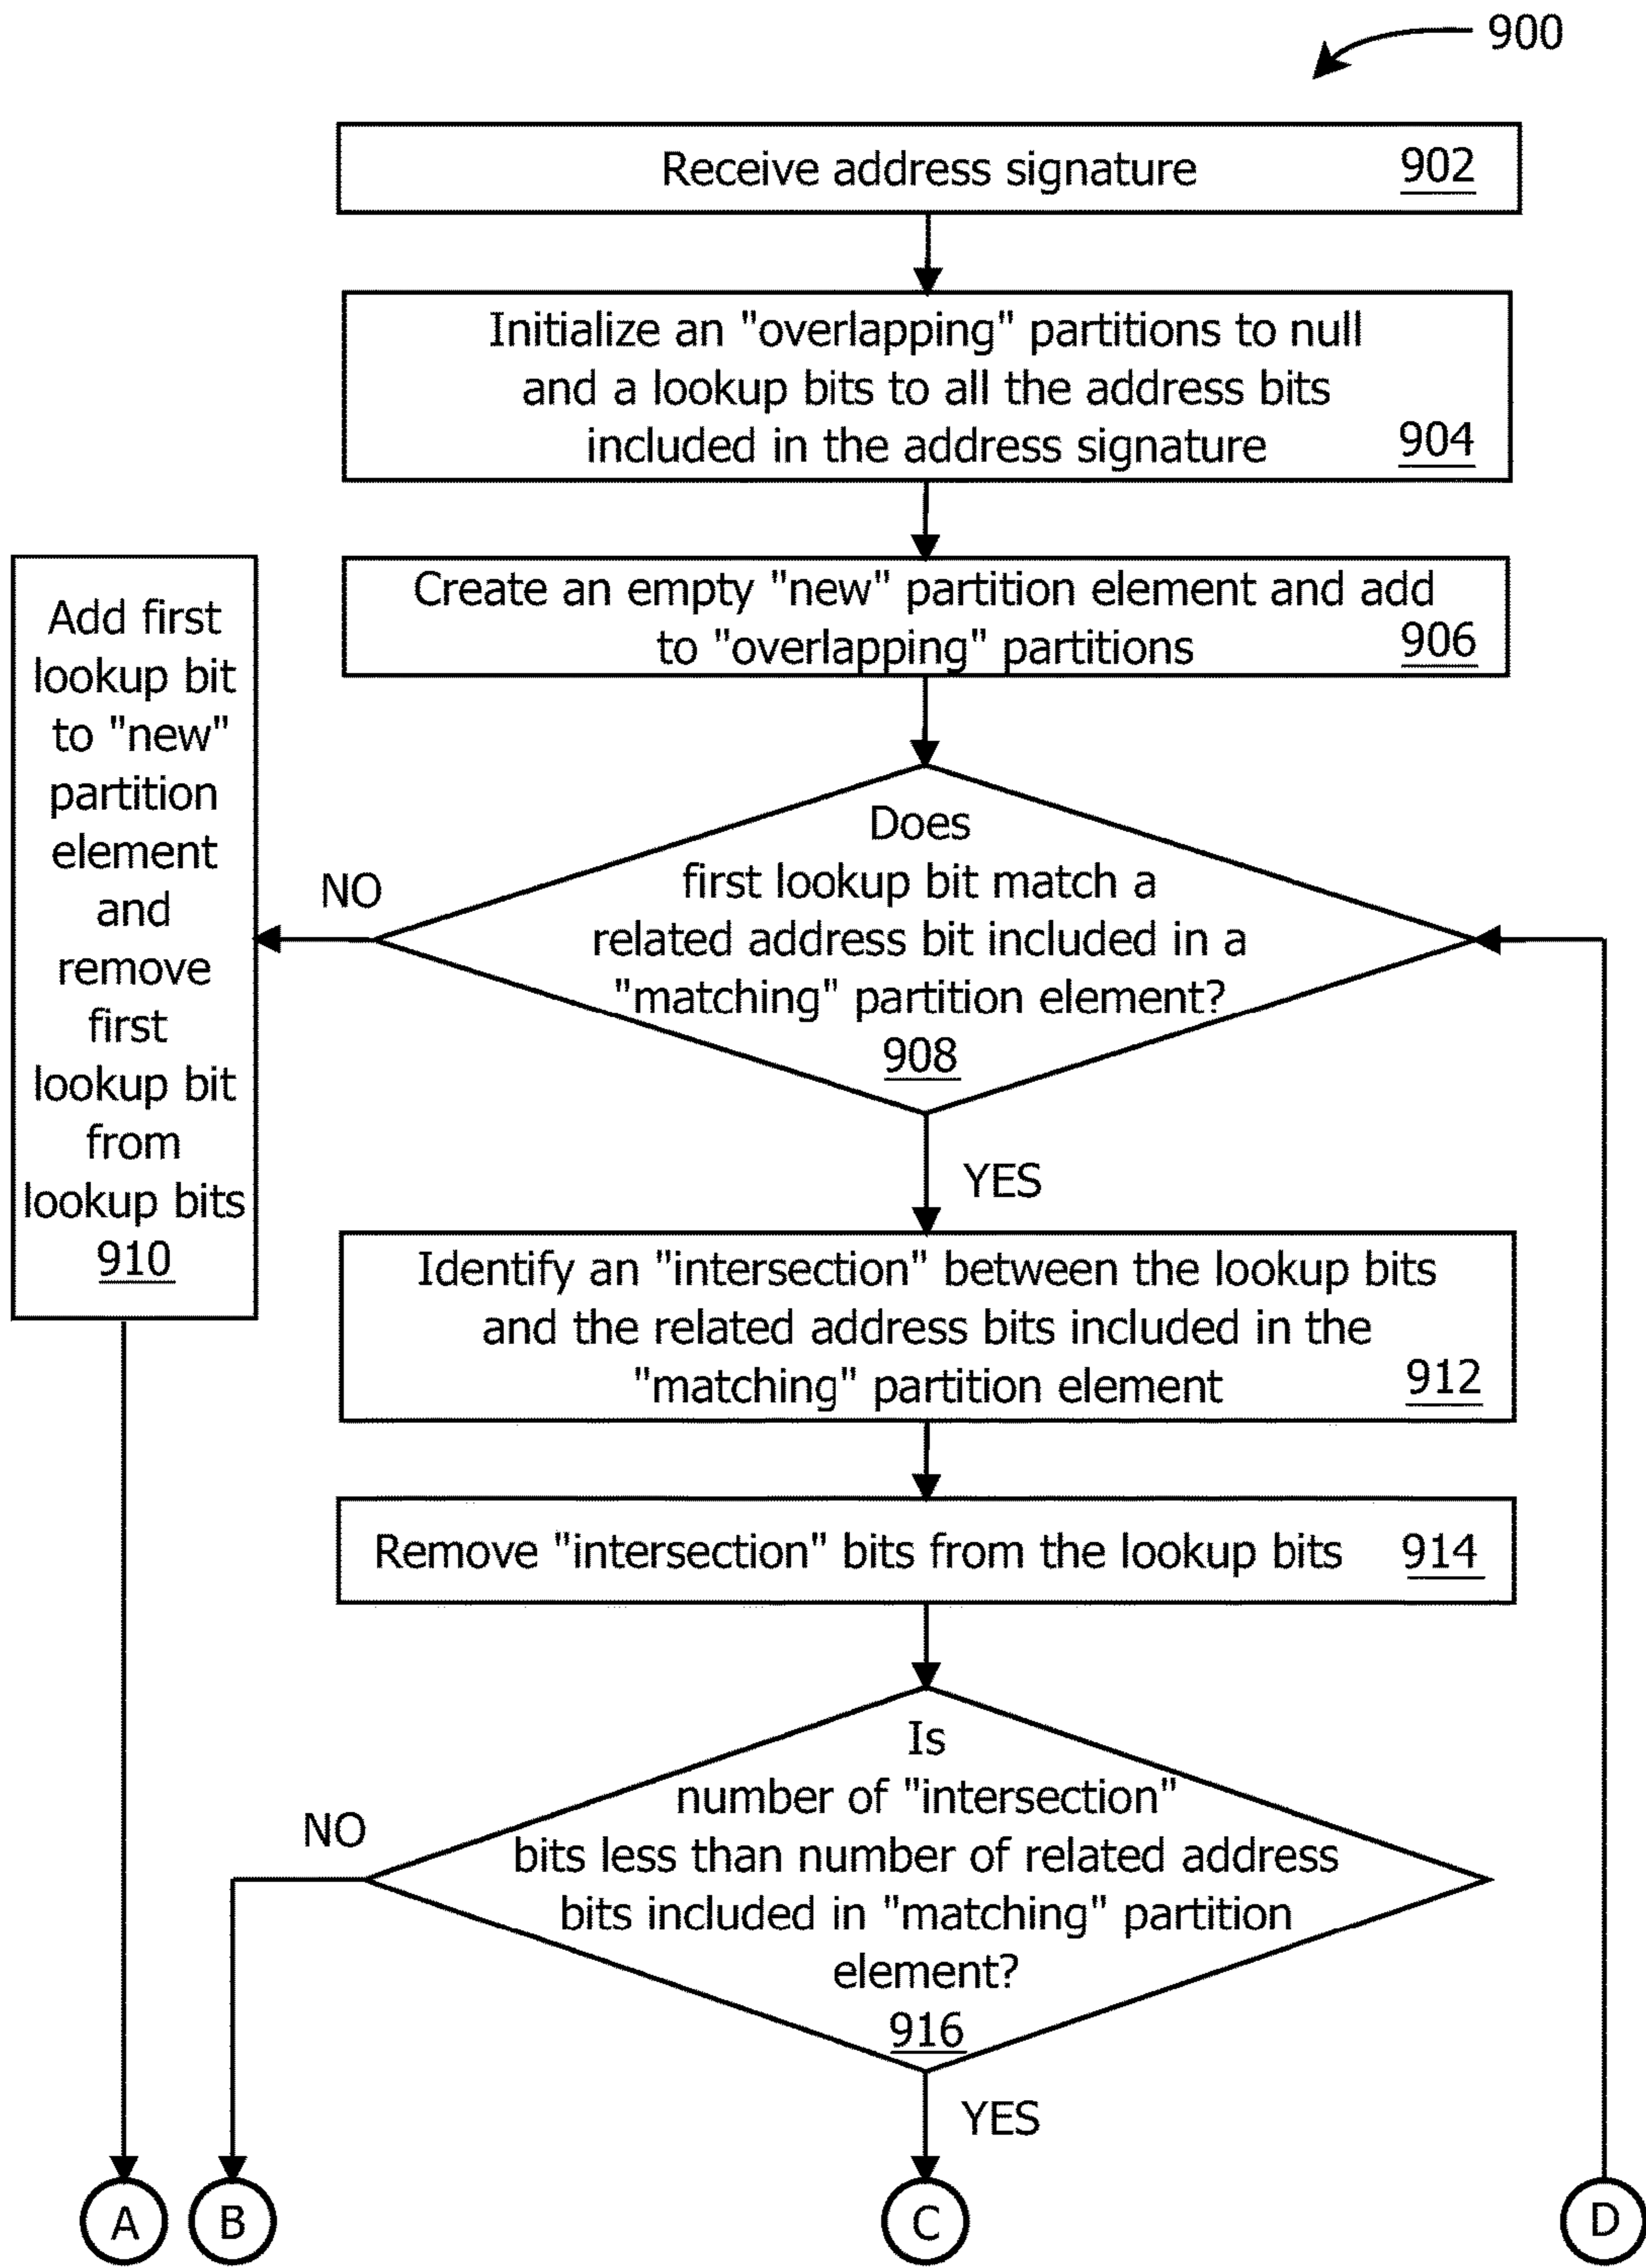 900
Receive address signature 902
Initialize an "overlapping" partitions to null
and a lookup bits to all the address bits
included in the address signature 904
Create an empty "new" partition element and add
to "overlapping" partitions 906
Add first
lookup bit
to "new"
partition
element
and
remove
first
lookup bit
from
lookup bits
910
Does
first lookup bit match a
related address bit included in a
"matching" partition element?
908
NO
YES
Identify an "intersection" between the lookup bits
and the related address bits included in the
"matching" partition element 912
Remove "intersection" bits from the lookup bits 914
Is
number of "intersection"
bits less than number of related address
bits included in "matching" partition
element?
916
NO
YES
A
B
C
D